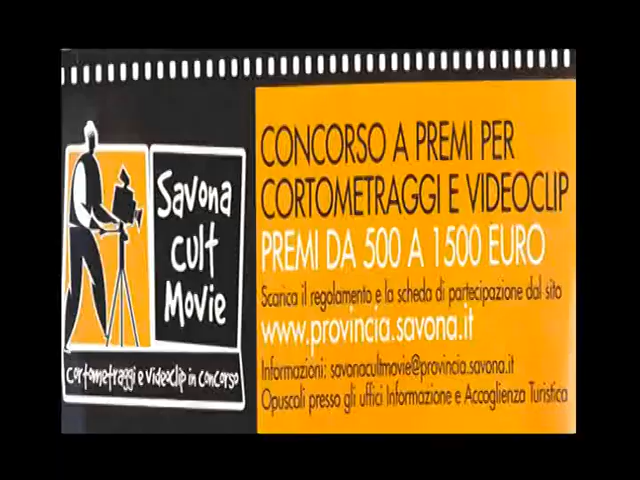 Savona
cult
Movie
cortometraggi e videoclip in concorso
CONCORSO A PREMI PER
CORTOMETRAGGI E VIDEOCLIP
PREMI DA 500 A 1500 EURO
Scarica il regolamento e la scheda di partecipazione dal sito
www.provincia.savona.it
Informazioni: savonacultmovie@provincia.savona.it
Opuscoli presso gli uffici Informazione e Accoglienza Turistica